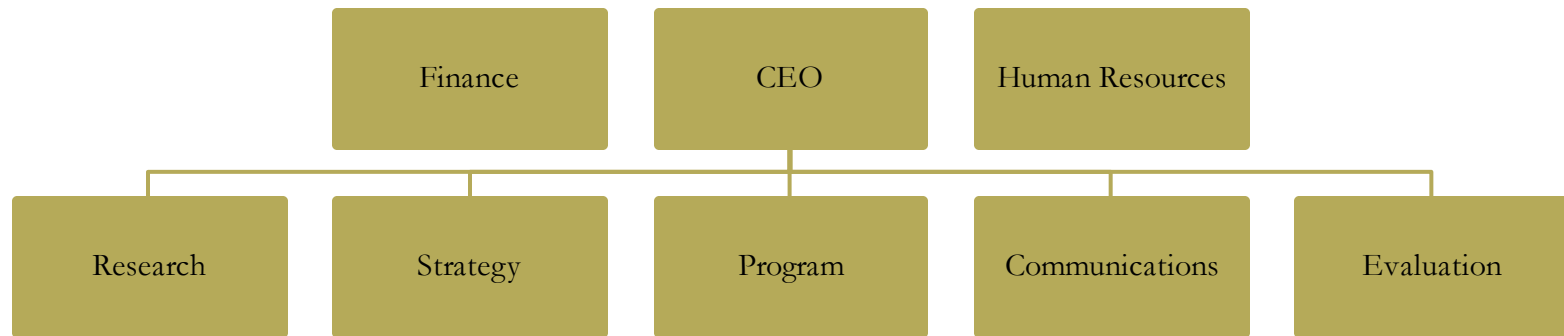 Finance
CEO
Human Resources
Research
Strategy
Program
Communications
Evaluation